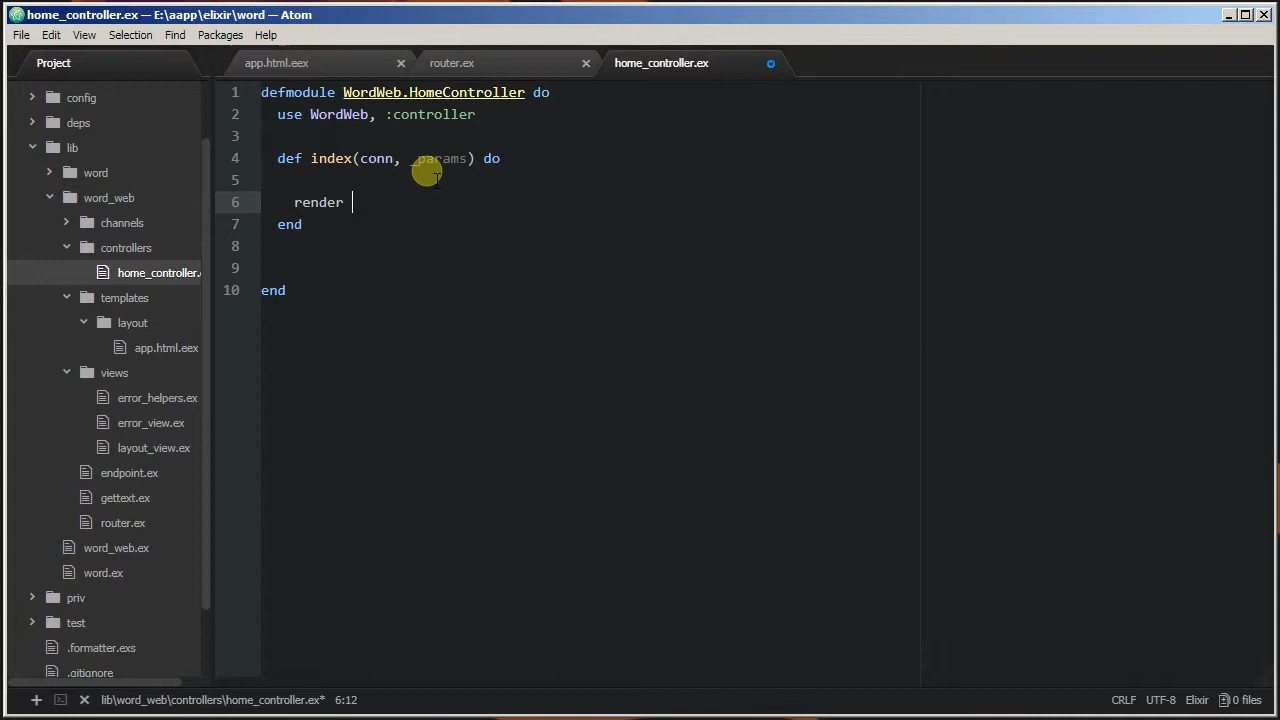 home_controller.ex — E:\aapp\elixir\word — Atom
File Edit View Selection Find Packages Help
Project
app.html.eex router.ex home_controller.ex
config
deps
lib
word
word_web
channels
controllers
home_controller.
templates
layout
app.html.eex
views
error_helpers.ex
error_view.ex
layout_view.ex
endpoint.ex
gettext.ex
router.ex
word_web.ex
word.ex
priv
test
.formatter.exs
.gitignore
1 defmodule WordWeb.HomeController do
2 use WordWeb, :controller
3
4 def index(conn, _params) do
5
6 render
7 end
8
9
10 end
lib\word_web\controllers\home_controller.ex* 6:12 CRLF UTF-8 Elixir 0 files